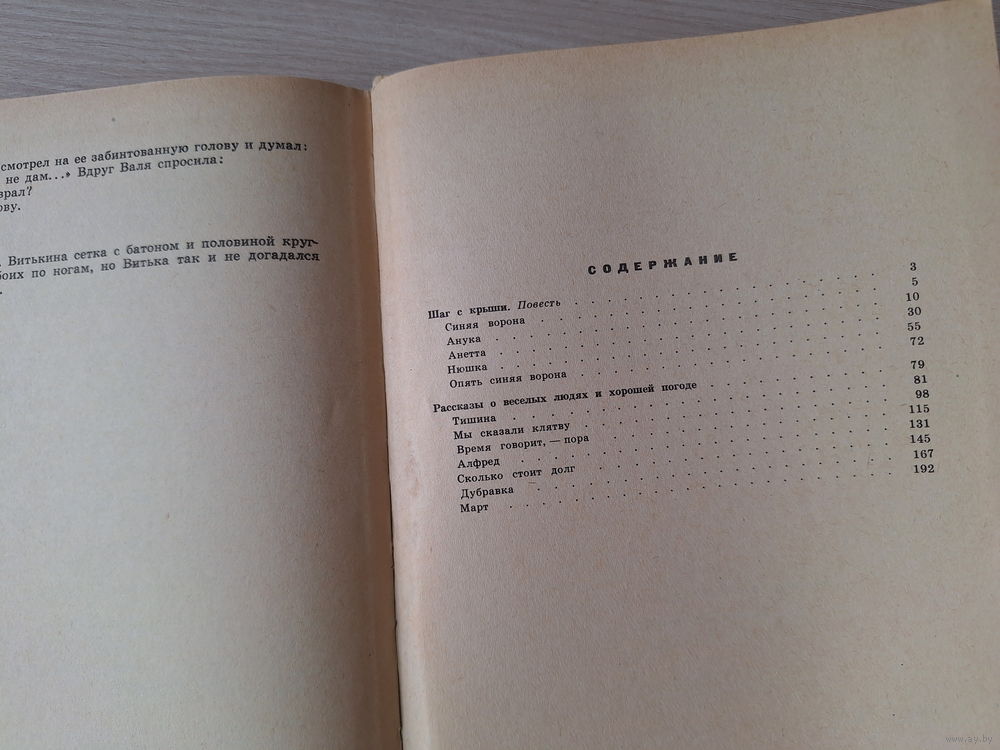 смотрел на ее забинтованную голову и думал:
не дам...» Вдруг Валя спросила:
врал?
ову.
. Витькина сетка с батоном и половиной круг-
боих по ногам, но Витька так и не догадался
.
СОДЕРЖАНИЕ
Шаг с крыши. Повесть . . . . . . . . . . . . . . . 3
Синяя ворона . . . . . . . . . . . . . . . 5
Анука . . . . . . . . . . . . . . . 10
Анетта . . . . . . . . . . . . . . . 30
Нюшка . . . . . . . . . . . . . . . 55
Опять синяя ворона . . . . . . . . . . . . . . . 72
Рассказы о веселых людях и хорошей погоде . . . . . . . . . 79
Тишина . . . . . . . . . . . . . . . 81
Мы сказали клятву . . . . . . . . . . . . . . . 98
Время говорит, — пора . . . . . . . . . . . . . . . 115
Алфред . . . . . . . . . . . . . . . 131
Сколько стоит долг . . . . . . . . . . . . . . . 145
Дубравка . . . . . . . . . . . . . . . 167
Март . . . . . . . . . . . . . . . 192
www.ay.by